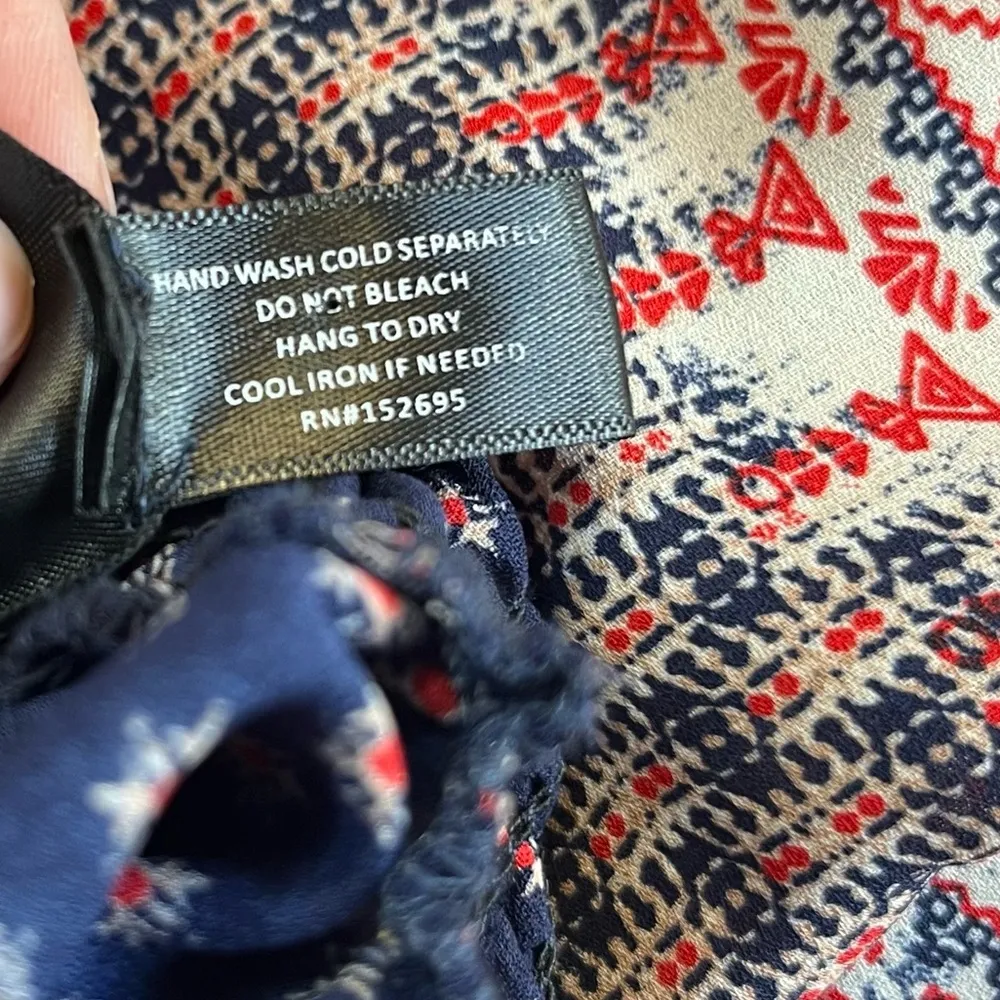 HAND WASH COLD SEPARATELY
DO NOT BLEACH
HANG TO DRY
COOL IRON IF NEEDED
RN#152695